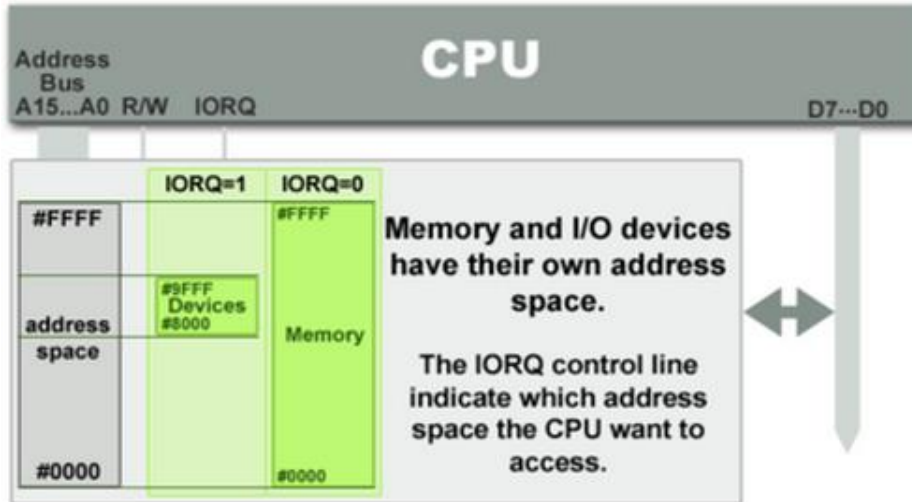 CPU
Address
Bus
A15...A0 R/W IORQ
D7···D0
IORQ=1 IORQ=0
#FFFF
address
space
#0000
#9FFF
Devices
#8000
#FFFF
Memory
#0000
Memory and I/O devices
have their own address
space.
The IORQ control line
indicate which address
space the CPU want to
access.